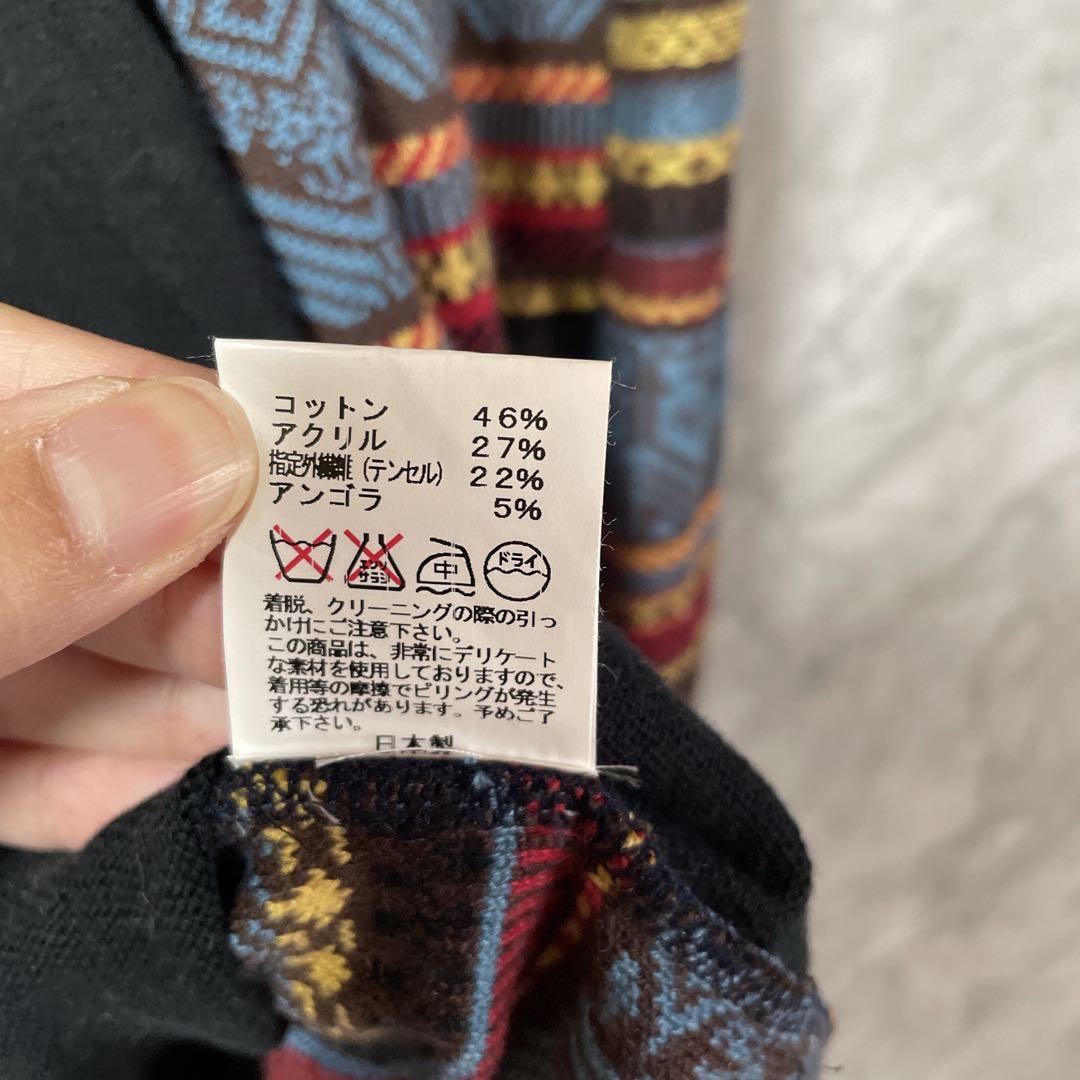 コットン 46%
アクリル 27%
指定外繊維(テンセル) 22%
アンゴラ 5%
エンソ
サラシ
中
ドライ
着脱、クリーニングの際の引っ
かけにご注意下さい。
この商品は、非常にデリケート
な素材を使用しておりますので、
着用等の摩擦でピリングが発生
する恐れがあります。予めご了
承下さい。
日本製